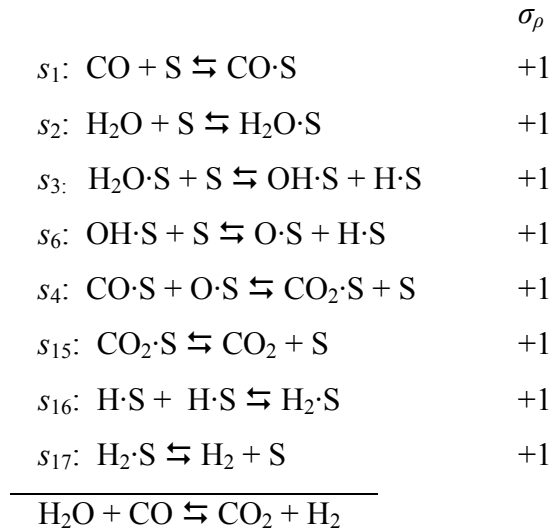 σρ
s1: CO + S ⇆ CO·S +1
s2: H2O + S ⇆ H2O·S +1
s3: H2O·S + S ⇆ OH·S + H·S +1
s6: OH·S + S ⇆ O·S + H·S +1
s4: CO·S + O·S ⇆ CO2·S + S +1
s15: CO2·S ⇆ CO2 + S +1
s16: H·S + H·S ⇆ H2·S +1
s17: H2·S ⇆ H2 + S +1
H2O + CO ⇆ CO2 + H2